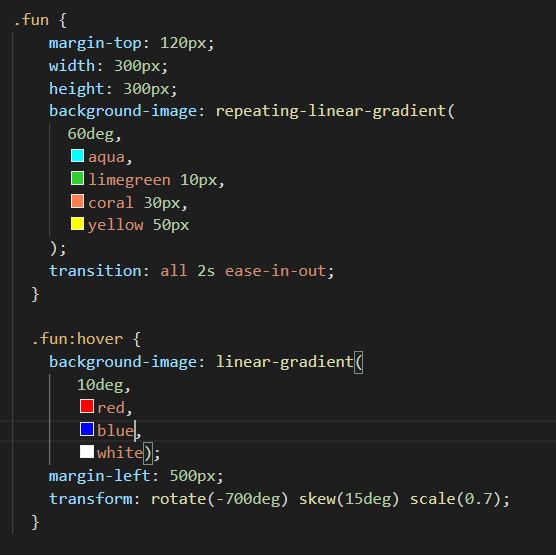 .fun {
margin-top: 120px;
width: 300px;
height: 300px;
background-image: repeating-linear-gradient(
60deg,
aqua,
limegreen 10px,
coral 30px,
yellow 50px
);
transition: all 2s ease-in-out;
}
.fun:hover {
background-image: linear-gradient(
10deg,
red,
blue,
white);
margin-left: 500px;
transform: rotate(-700deg) skew(15deg) scale(0.7);
}